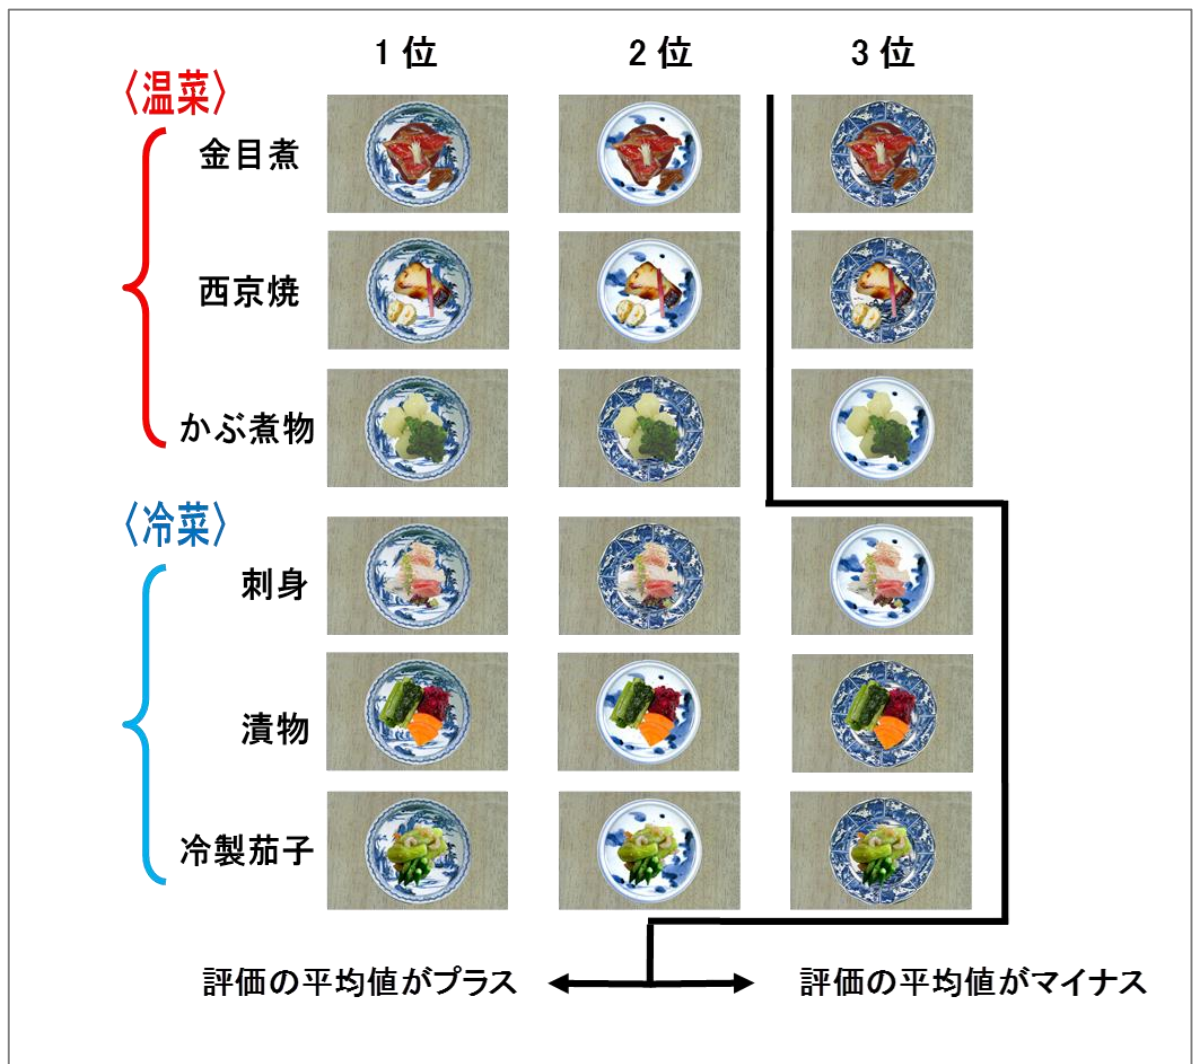 1位 2位 3位
〈温菜〉
金目煮
西京焼
かぶ煮物
〈冷菜〉
刺身
漬物
冷製茄子
評価の平均値がプラス 評価の平均値がマイナス